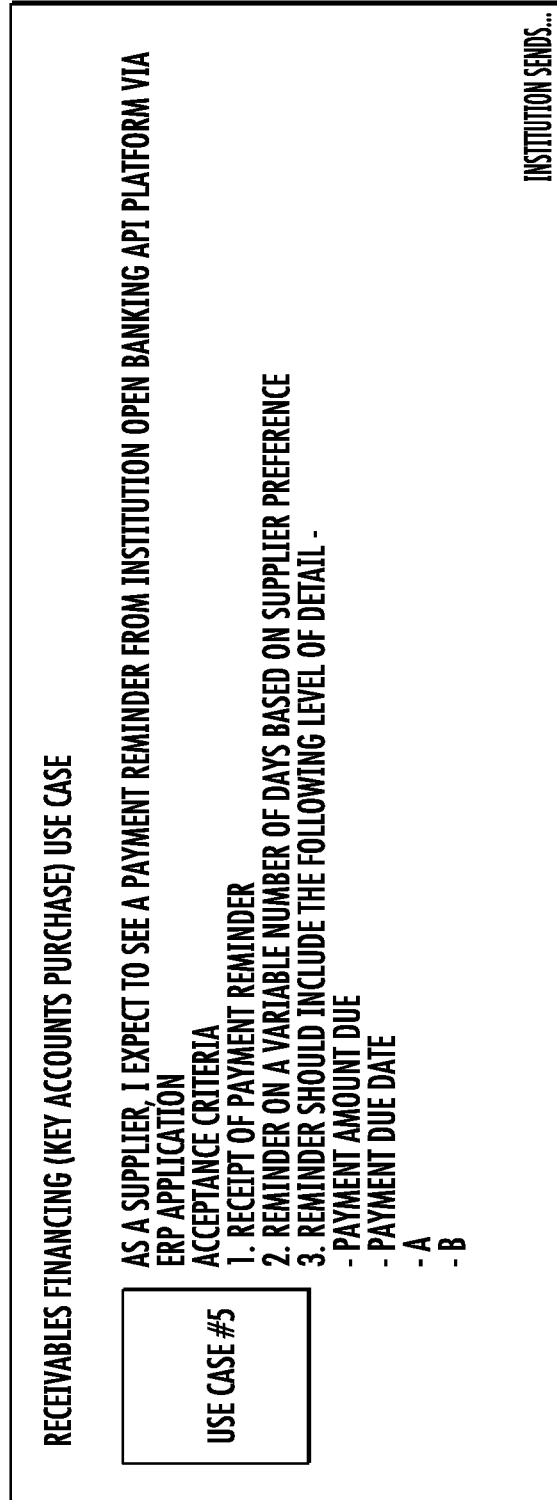 RECEIVABLES FINANCING (KEY ACCOUNTS PURCHASE) USE CASE
USE CASE #5
AS A SUPPLIER, I EXPECT TO SEE A PAYMENT REMINDER FROM INSTITUTION OPEN BANKING API PLATFORM VIA
ERP APPLICATION
ACCEPTANCE CRITERIA
1. RECEIPT OF PAYMENT REMINDER
2. REMINDER ON A VARIABLE NUMBER OF DAYS BASED ON SUPPLIER PREFERENCE
3. REMINDER SHOULD INCLUDE THE FOLLOWING LEVEL OF DETAIL -
- PAYMENT AMOUNT DUE
- PAYMENT DUE DATE
- A
- B
INSTITUTION SENDS...